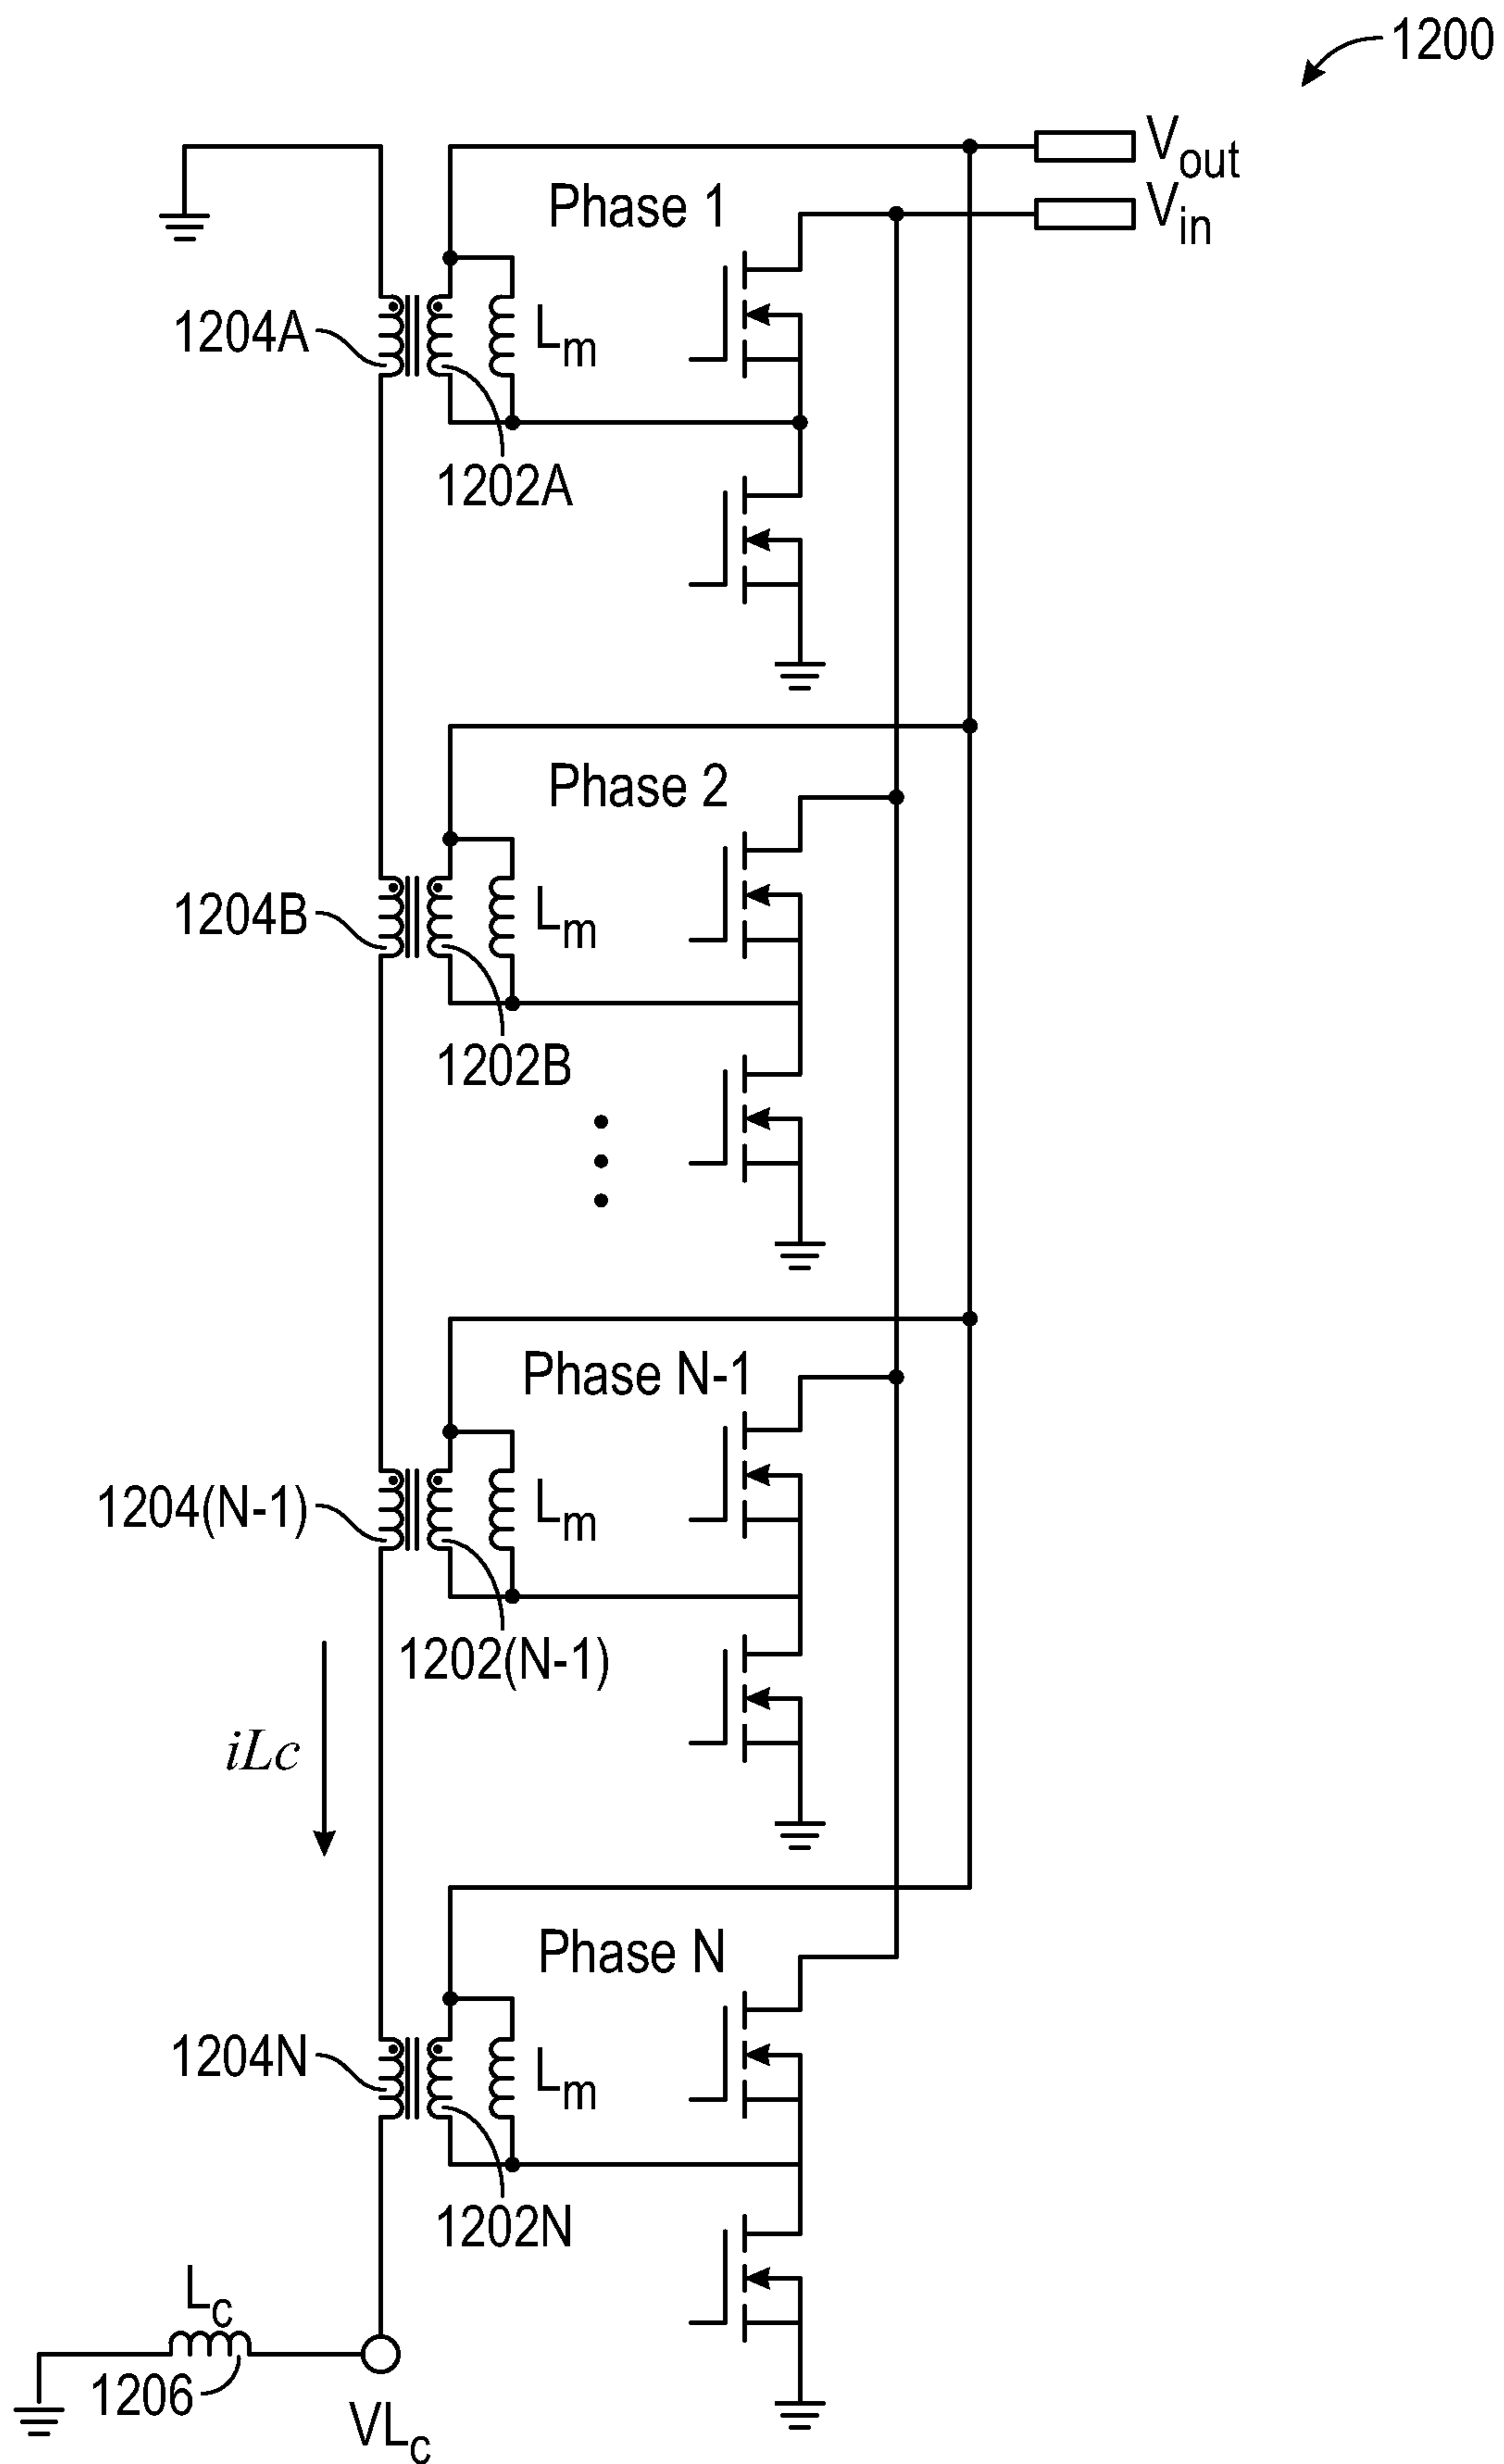 1200
Vout
Vin
Phase 1
1204A
Lm
1202A
Phase 2
1204B
Lm
1202B
Phase N-1
1204(N-1)
Lm
1202(N-1)
iLc
Phase N
1204N
Lm
1202N
Lc
1206
VLc